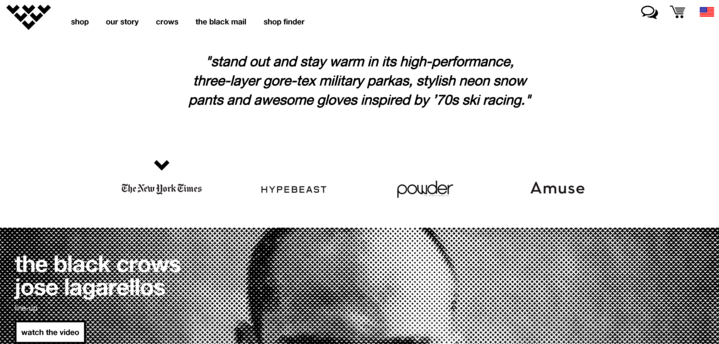 shop our story crows the black mail shop finder
"stand out and stay warm in its high-performance,
three-layer gore-tex military parkas, stylish neon snow
pants and awesome gloves inspired by ’70s ski racing."
The New York Times HYPEBEAST powder Amuse
the black crows
jose lagarellos
line-up
watch the video